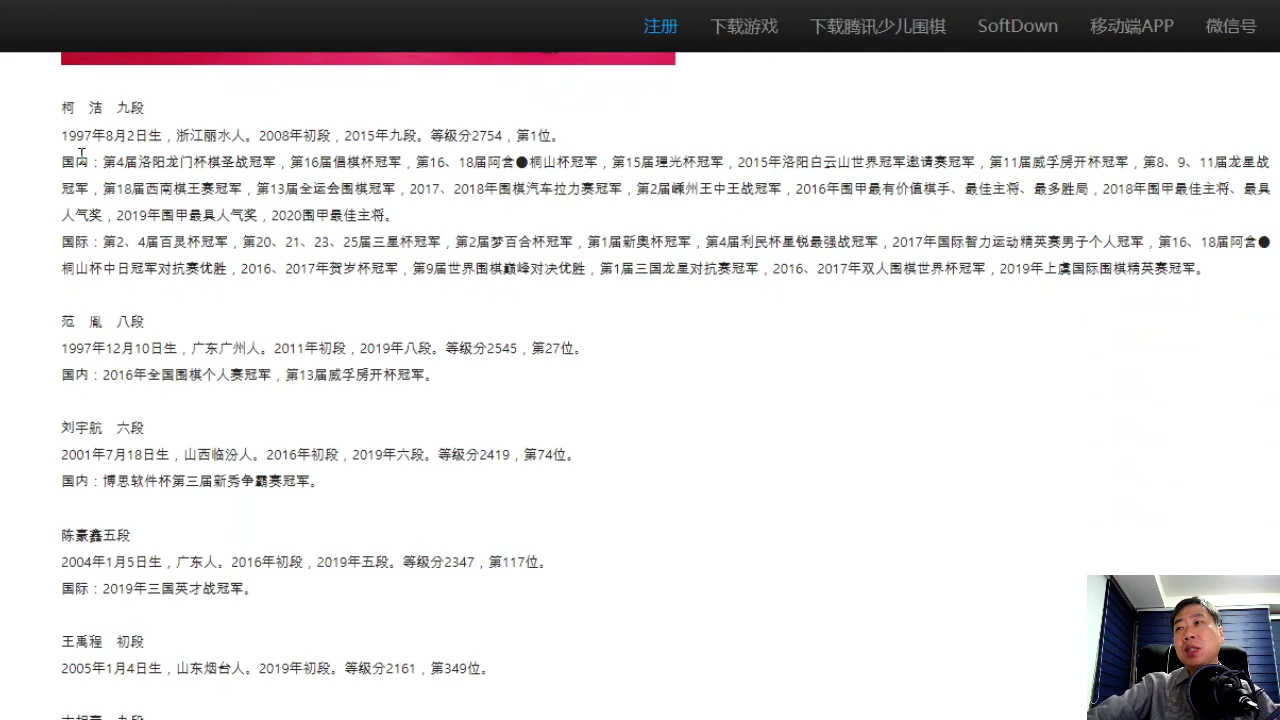 注册 下载游戏 下载腾讯少儿围棋 SoftDown 移动端APP 微信号
柯 洁 九段
1997年8月2日生，浙江丽水人。2008年初段，2015年九段。等级分2754，第1位。
国内：第4届洛阳龙门杯棋圣战冠军，第16届倡棋杯冠军，第16、18届阿含●桐山杯冠军，第15届理光杯冠军，2015年洛阳白云山世界冠军邀请赛冠军，第11届威孚房开杯冠军，第8、9、11届龙星战
冠军，第18届西南棋王赛冠军，第13届全运会围棋冠军，2017、2018年围棋汽车拉力赛冠军，第2届嵊州王中王战冠军，2016年围甲最有价值棋手、最佳主将、最多胜局，2018年围甲最佳主将、最具
人气奖，2019年围甲最具人气奖，2020围甲最佳主将。
国际：第2、4届百灵杯冠军，第20、21、23、25届三星杯冠军，第2届梦百合杯冠军，第1届新奥杯冠军，第4届利民杯星锐最强战冠军，2017年国际智力运动精英赛男子个人冠军，第16、18届阿含●
桐山杯中日冠军对抗赛优胜，2016、2017年贺岁杯冠军，第9届世界围棋巅峰对决优胜，第1届三国龙星对抗赛冠军，2016、2017年双人围棋世界杯冠军，2019年上虞国际围棋精英赛冠军。
范 胤 八段
1997年12月10日生，广东广州人。2011年初段，2019年八段。等级分2545，第27位。
国内：2016年全国围棋个人赛冠军，第13届威孚房开杯冠军。
刘宇航 六段
2001年7月18日生，山西临汾人。2016年初段，2019年六段。等级分2419，第74位。
国内：博思软件杯第三届新秀争霸赛冠军。
陈豪鑫五段
2004年1月5日生，广东人。2016年初段，2019年五段。等级分2347，第117位。
国际：2019年三国英才战冠军。
王禹程 初段
2005年1月4日生，山东烟台人。2019年初段。等级分2161，第349位。